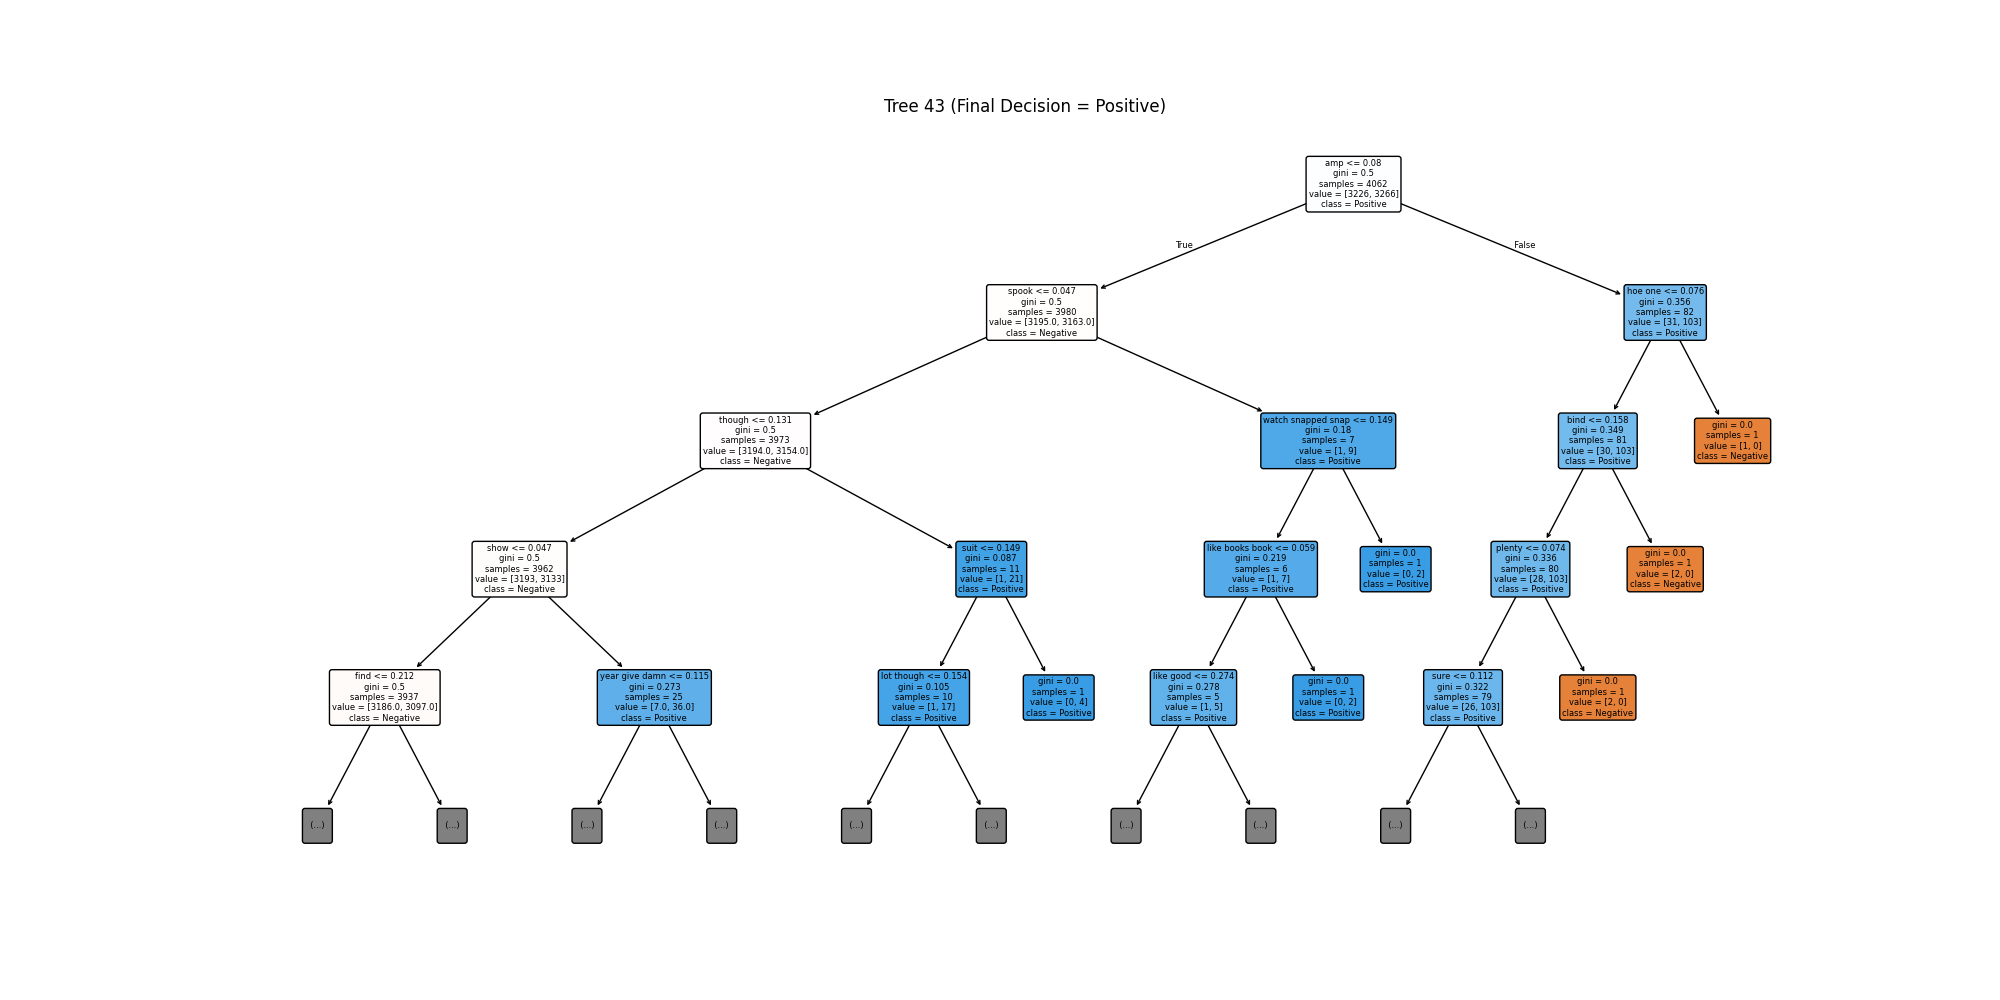 Tree 43 (Final Decision = Positive)
amp <= 0.08
gini = 0.5
samples = 4062
value = [3226, 3266]
class = Positive
True
False
spook <= 0.047
gini = 0.5
samples = 3980
value = [3195.0, 3163.0]
class = Negative
hoe one <= 0.076
gini = 0.356
samples = 82
value = [31, 103]
class = Positive
though <= 0.131
gini = 0.5
samples = 3973
value = [3194.0, 3154.0]
class = Negative
watch snapped snap <= 0.149
gini = 0.18
samples = 7
value = [1, 9]
class = Positive
bind <= 0.158
gini = 0.349
samples = 81
value = [30, 103]
class = Positive
gini = 0.0
samples = 1
value = [1, 0]
class = Negative
show <= 0.047
gini = 0.5
samples = 3962
value = [3193, 3133]
class = Negative
suit <= 0.149
gini = 0.087
samples = 11
value = [1, 21]
class = Positive
like books book <= 0.059
gini = 0.219
samples = 6
value = [1, 7]
class = Positive
gini = 0.0
samples = 1
value = [0, 2]
class = Positive
plenty <= 0.074
gini = 0.336
samples = 80
value = [28, 103]
class = Positive
gini = 0.0
samples = 1
value = [2, 0]
class = Negative
find <= 0.212
gini = 0.5
samples = 3937
value = [3186.0, 3097.0]
class = Negative
year give damn <= 0.115
gini = 0.273
samples = 25
value = [7.0, 36.0]
class = Positive
lot though <= 0.154
gini = 0.105
samples = 10
value = [1, 17]
class = Positive
gini = 0.0
samples = 1
value = [0, 4]
class = Positive
like good <= 0.274
gini = 0.278
samples = 5
value = [1, 5]
class = Positive
gini = 0.0
samples = 1
value = [0, 2]
class = Positive
sure <= 0.112
gini = 0.322
samples = 79
value = [26, 103]
class = Positive
gini = 0.0
samples = 1
value = [2, 0]
class = Negative
(...)
(...)
(...)
(...)
(...)
(...)
(...)
(...)
(...)
(...)